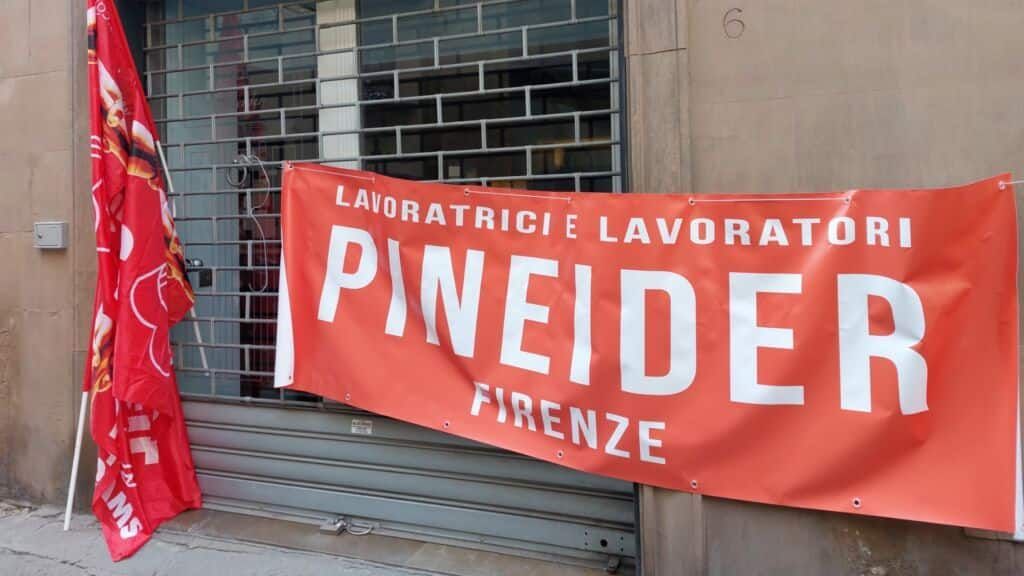 6
LAVORATRICI E LAVORATORI
PINEIDER
FIRENZE